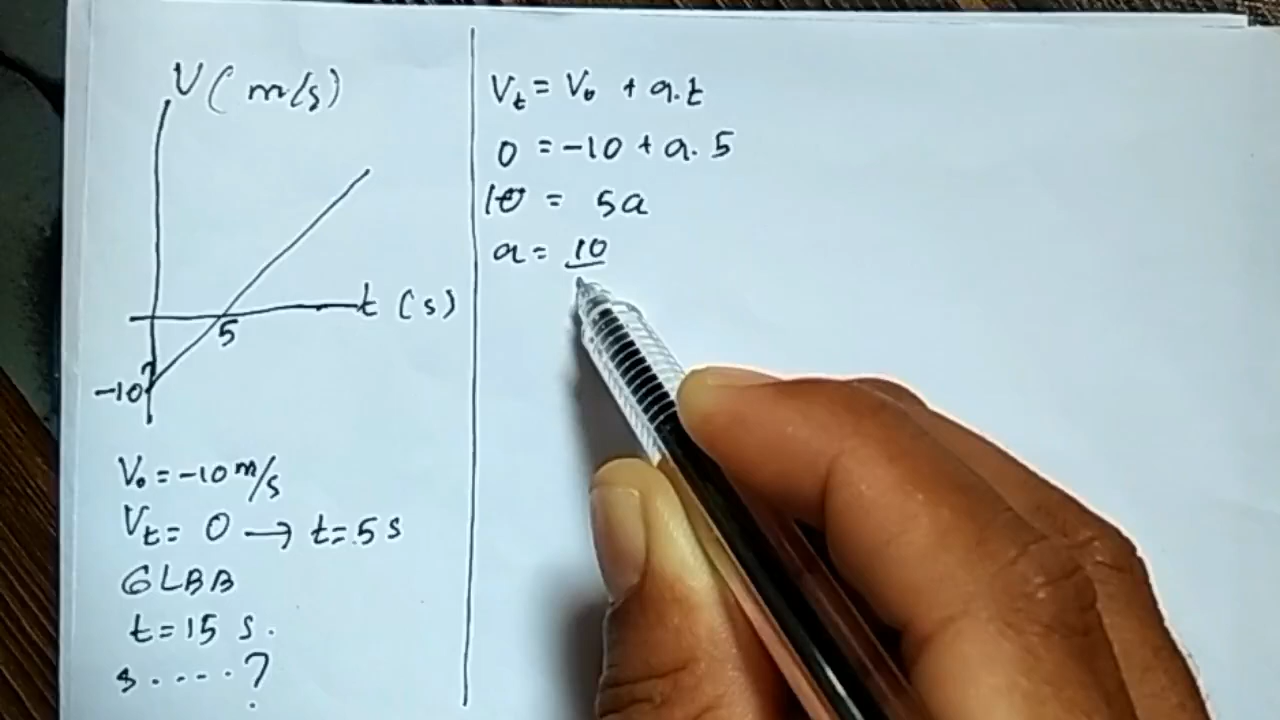 V (m/s)
t (s)
5
-10
V₀ = -10 m/s
Vt = 0 → t = 5 s
GLBB
t = 15 s.
s ....?
Vt = V₀ + a.t
0 = -10 + a. 5
10 = 5a
a = 10